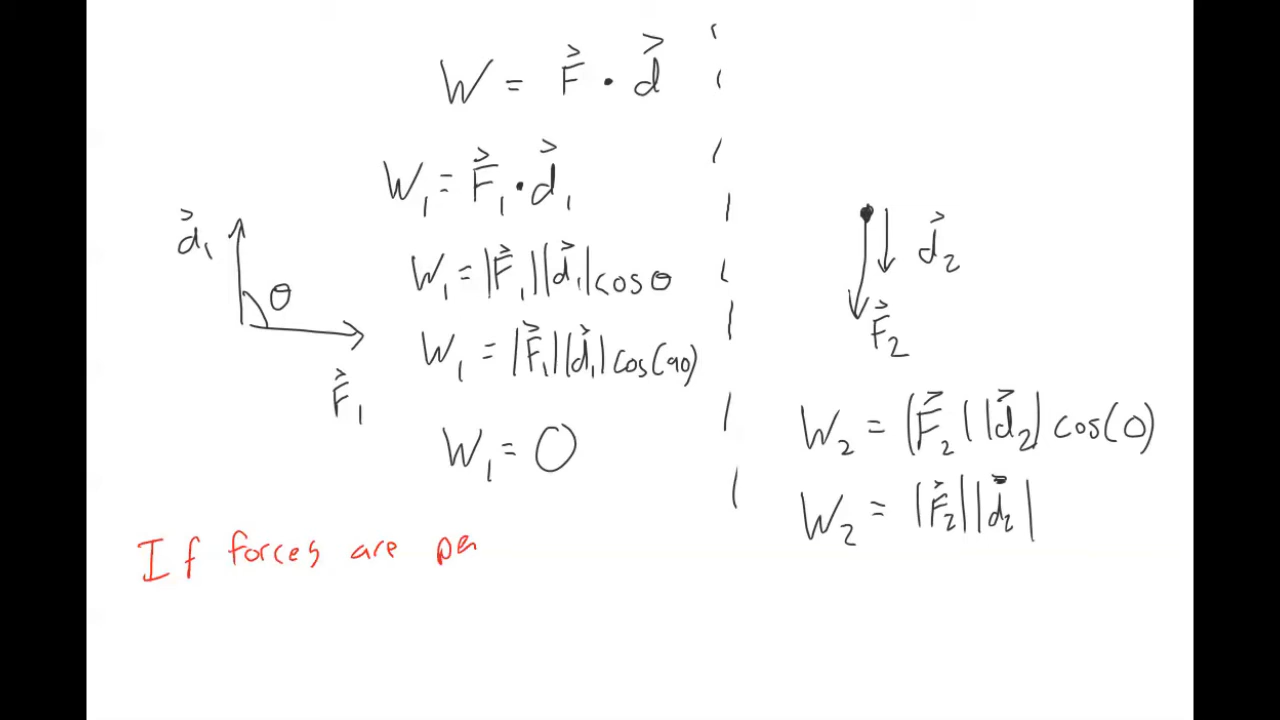 W = F⃗ · d⃗
W₁ = F⃗₁ · d⃗₁
d⃗₁
θ
F⃗₁
W₁ = |F⃗₁||d⃗₁|cosθ
W₁ = |F⃗₁||d⃗₁|cos(90)
W₁ = 0
d⃗₂
F⃗₂
W₂ = |F⃗₂||d⃗₂|cos(0)
W₂ = |F⃗₂||d⃗₂|
If forces are pe